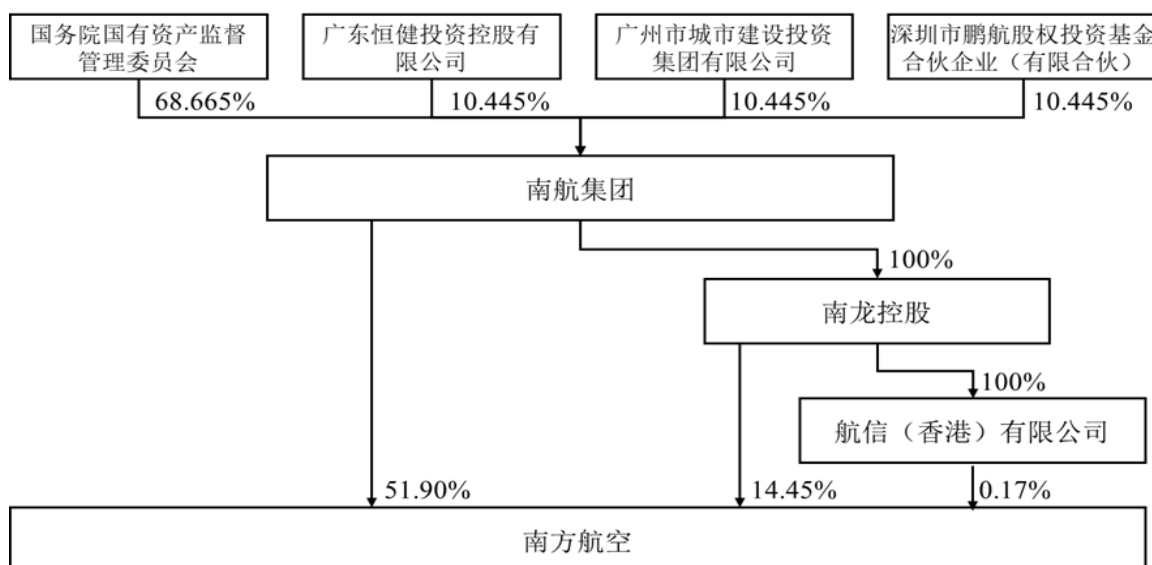 国务院国有资产监督
管理委员会
广东恒健投资控股有
限公司
广州市城市建设投资
集团有限公司
深圳市鹏航股权投资基金
合伙企业（有限合伙）
68.665%
10.445%
10.445%
10.445%
南航集团
100%
南龙控股
100%
航信（香港）有限公司
51.90%
14.45%
0.17%
南方航空